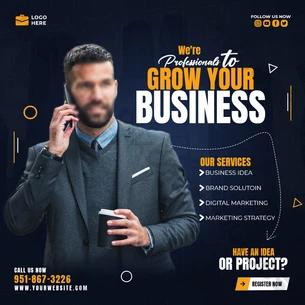 LOGO
HERE
FOLLOW US NOW
We're
Professionals to
GROW YOUR
BUSINESS
OUR SERVICES
BUSINESS IDEA
BRAND SOLUTOIN
DIGITAL MARKETING
MARKETING STRATEGY
HAVE AN IDEA
OR PROJECT?
REGISTER NOW
CALL US NOW
951-867-3226
WWW.YOURWEBSITE.COM